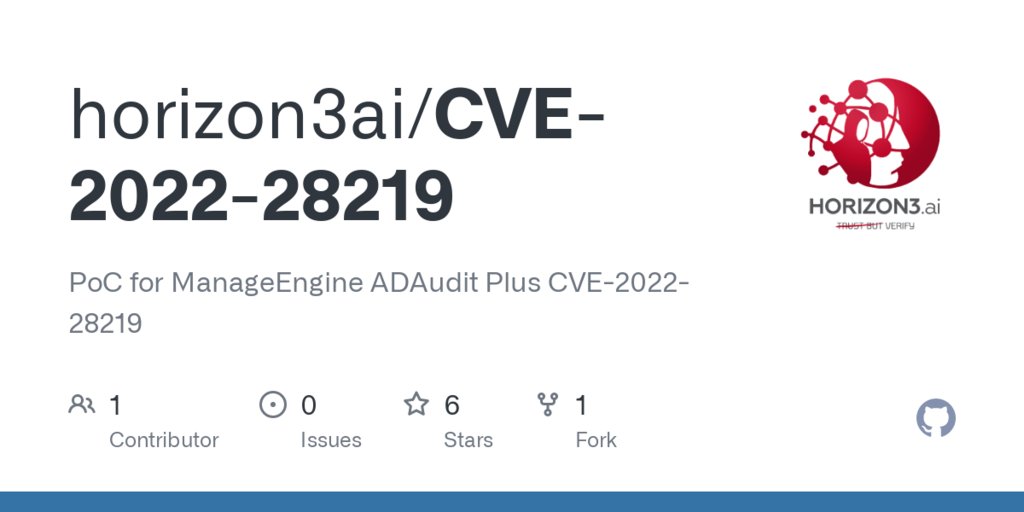 horizon3ai/CVE-
2022-28219
HORIZON3.ai
TRUST BUT VERIFY
PoC for ManageEngine ADAudit Plus CVE-2022-
28219
1
Contributor
0
Issues
6
Stars
1
Fork